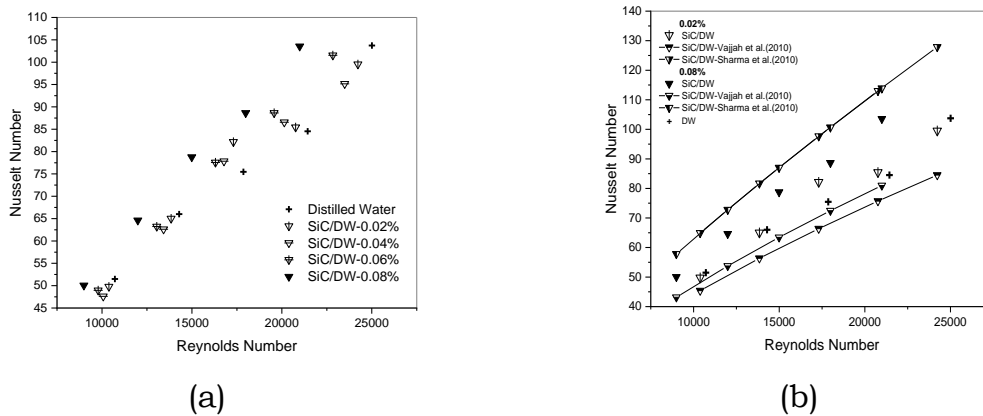 110
105
100
95
90
85
80
75
70
65
60
55
50
45
10000 15000 20000 25000
Nusselt Number
Reynolds Number
Distilled Water
SiC/DW-0.02%
SiC/DW-0.04%
SiC/DW-0.06%
SiC/DW-0.08%
(a)
140
130
120
110
100
90
80
70
60
50
40
10000 15000 20000 25000
Nusselt Number
Reynolds Number
0.02%
SiC/DW
SiC/DW-Vajjah et al.(2010)
SiC/DW-Sharma et al.(2010)
0.08%
SiC/DW
SiC/DW-Vajjah et al.(2010)
SiC/DW-Sharma et al.(2010)
DW
(b)